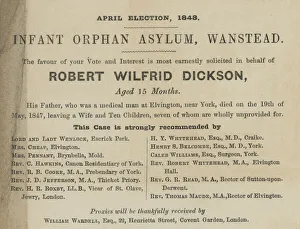 APRIL ELECTION, 1848.
INFANT ORPHAN ASYLUM, WANSTEAD.
The favour of your Vote and Interest is most earnestly solicited in behalf of
ROBERT WILFRID DICKSON,
Aged 15 Months.
His Father, who was a medical man at Elvington, near York, died on the 19th of
May, 1847, leaving a Wife and Ten Children, seven of whom are wholly unprovided for.
This Case is strongly recommended by
LORD AND LADY WENLOCK, Escrick Park.
MRS. CHEAP, Elvington.
MRS. PENNANT, Brynbella, Mold.
REV. C. HAWKINS, Canon Residentiary of York.
REV. R. B. COOKE, M.A., Prebendary of York.
REV. J. D. JEFFERSON, M.A., Thicket Priory.
REV. H. R. ROXBY, LL.B., View of St. Olave,
Jewry, London.
H. Y. WHYTEHEAD, ESQ., M.D., Craike.
HENRY S. BELCOMBE, ESQ., M.D., York.
CALEB WILLIAMS, ESQ., Surgeon, York.
REV. ROBERT WHYTEHEAD, M.A., Elvington
Hall.
REV. G. R. READ, M.A., Rector of Sutton-upon-
Derwent.
REV. THOMAS MAUDE, M.A., Rector of Elvington.
Proxies will be thankfully received by
WILLIAM WARDELL, ESQ., 22, Henrietta Street, Covent Garden, London.